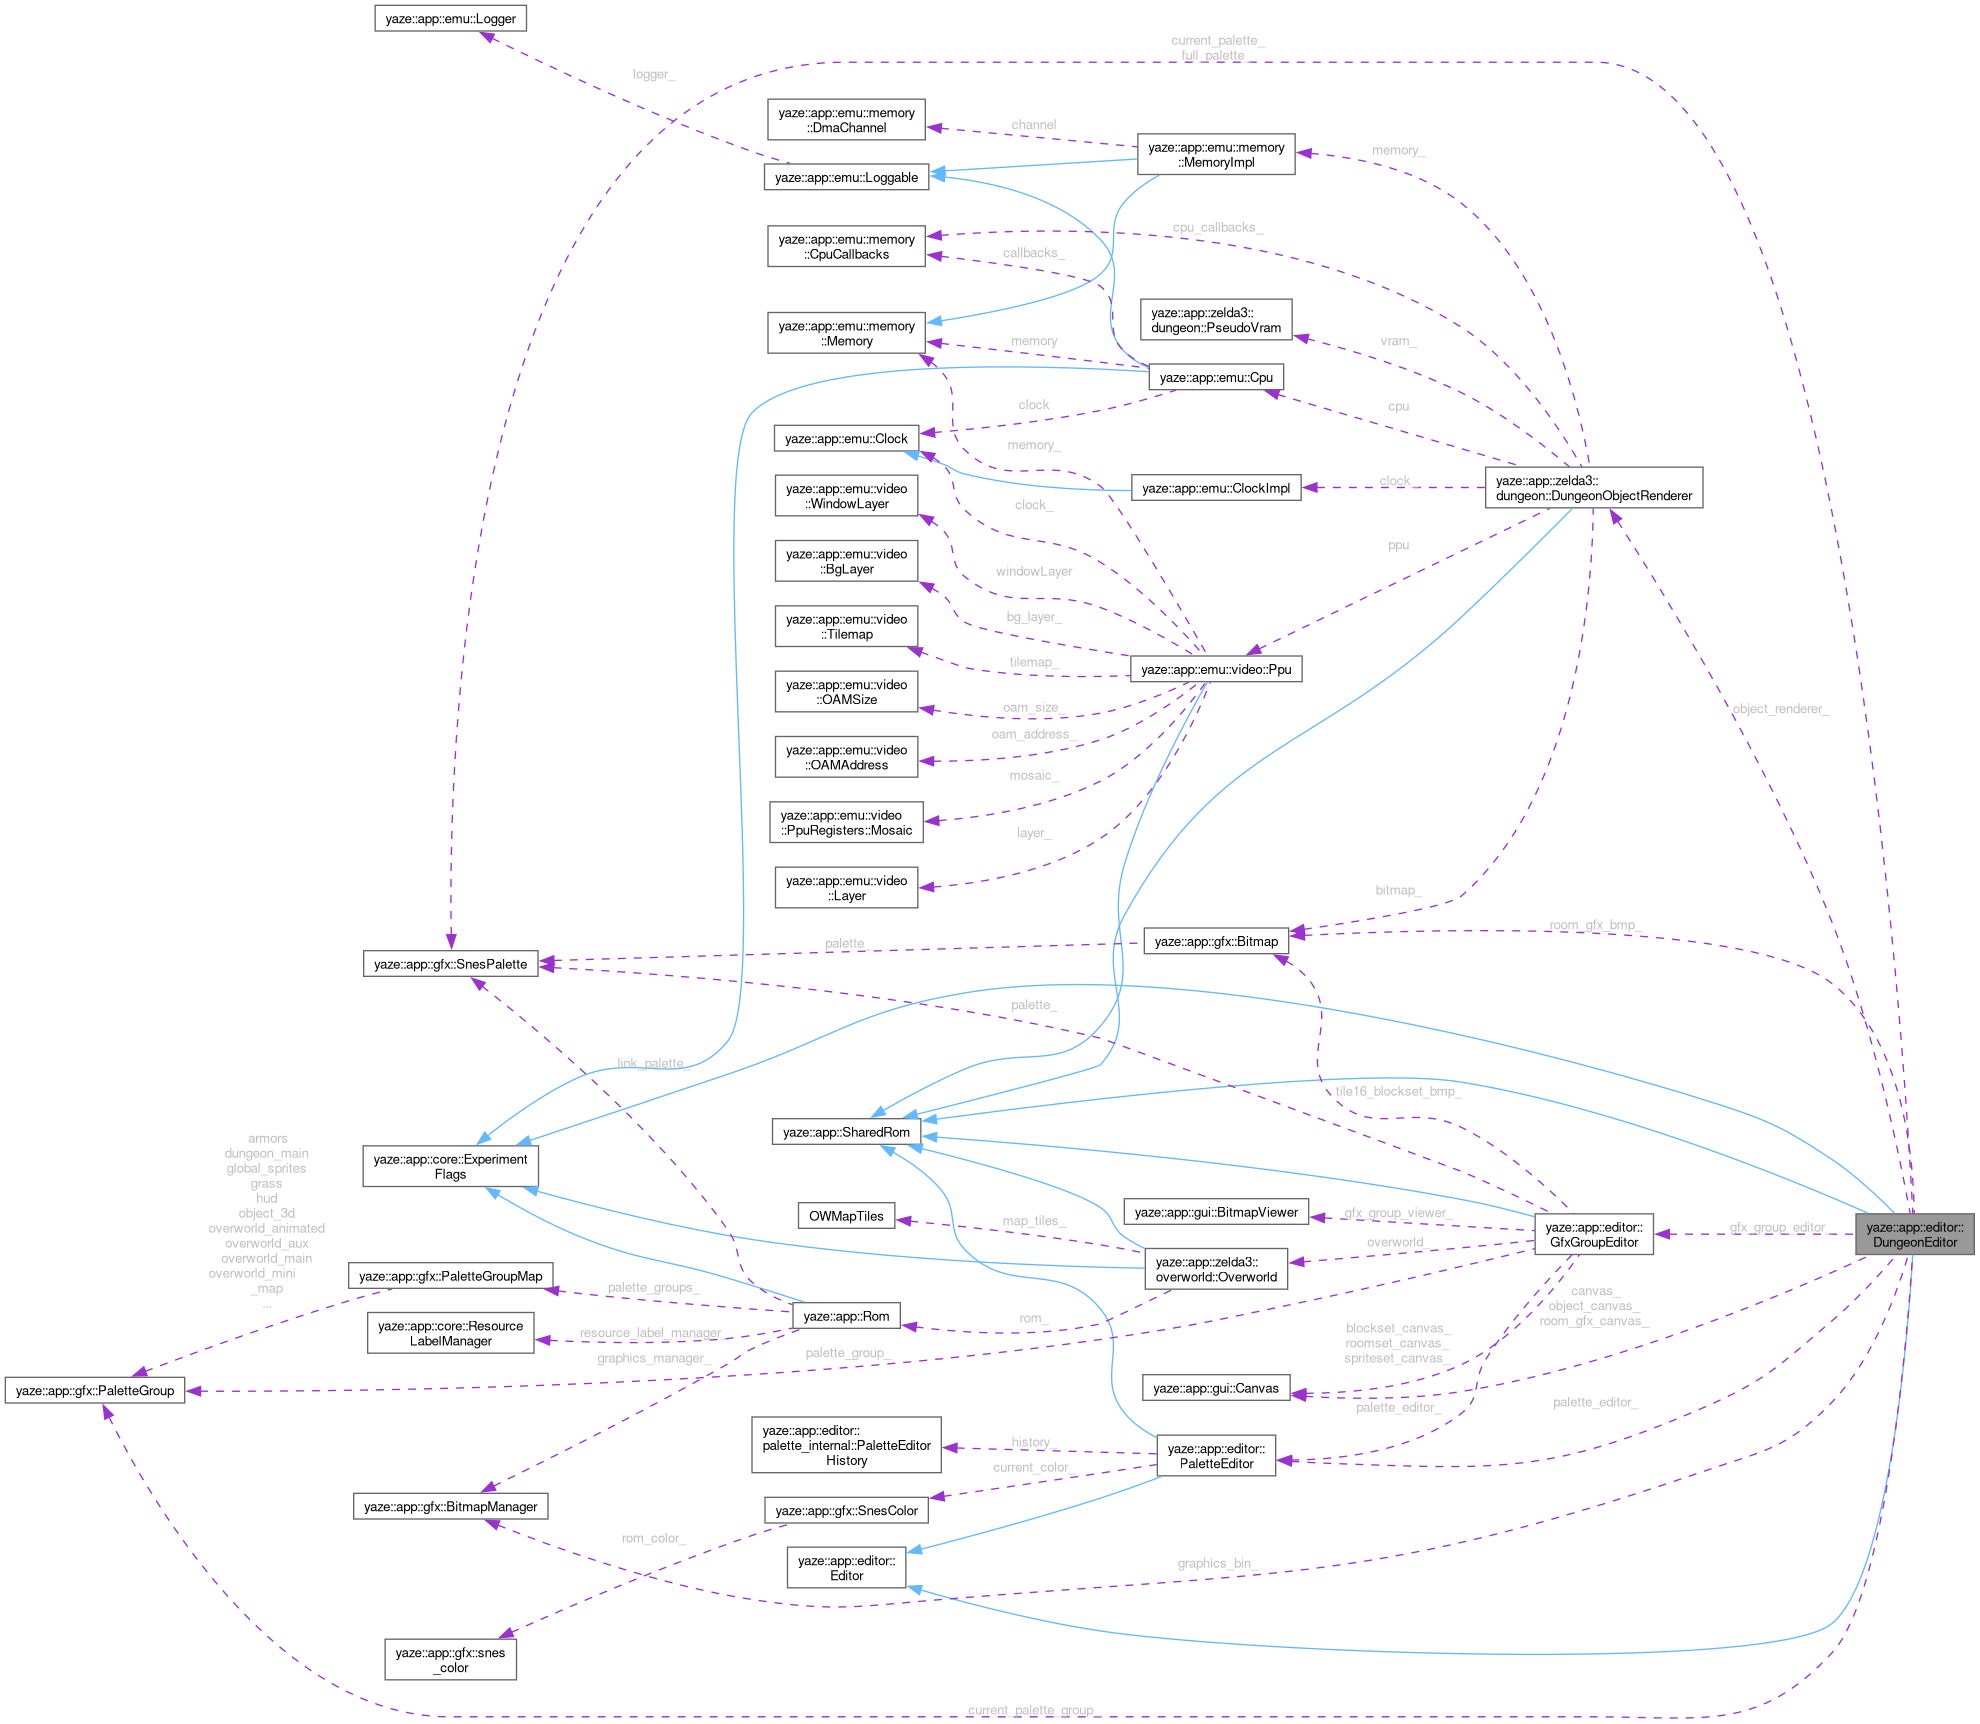 yaze::app::emu::Logger
current_palette_
full_palette_
logger_
yaze::app::emu::memory
::DmaChannel
channel
yaze::app::emu::memory
::MemoryImpl
memory_
yaze::app::emu::Loggable
yaze::app::emu::memory
::CpuCallbacks
cpu_callbacks_
callbacks_
yaze::app::zelda3::
dungeon::PseudoVram
yaze::app::emu::memory
::Memory
memory
vram_
yaze::app::emu::Cpu
clock
cpu
yaze::app::emu::Clock
memory_
yaze::app::emu::video
::WindowLayer
yaze::app::emu::ClockImpl
clock_
yaze::app::zelda3::
dungeon::DungeonObjectRenderer
clock_
yaze::app::emu::video
::BgLayer
windowLayer
ppu
yaze::app::emu::video
::Tilemap
bg_layer_
tilemap_
yaze::app::emu::video::Ppu
yaze::app::emu::video
::OAMSize
oam_size_
object_renderer_
oam_address_
yaze::app::emu::video
::OAMAddress
mosaic_
yaze::app::emu::video
::PpuRegisters::Mosaic
layer_
yaze::app::emu::video
::Layer
bitmap_
room_gfx_bmp_
palette_
yaze::app::gfx::Bitmap
yaze::app::gfx::SnesPalette
palette_
link_palette_
tile16_blockset_bmp_
yaze::app::SharedRom
armors
dungeon_main
global_sprites
grass
hud
object_3d
overworld_animated
overworld_aux
overworld_main
overworld_mini
_map
...
yaze::app::core::Experiment
Flags
OWMapTiles
map_tiles_
yaze::app::gui::BitmapViewer
gfx_group_viewer_
yaze::app::editor::
GfxGroupEditor
gfx_group_editor_
yaze::app::editor::
DungeonEditor
overworld_
yaze::app::zelda3::
overworld::Overworld
yaze::app::gfx::PaletteGroupMap
palette_groups_
yaze::app::Rom
rom_
canvas_
object_canvas_
room_gfx_canvas_
yaze::app::core::Resource
LabelManager
resource_label_manager_
graphics_manager_
palette_group_
blockset_canvas_
roomset_canvas_
spriteset_canvas_
yaze::app::gfx::PaletteGroup
yaze::app::gui::Canvas
palette_editor_
palette_editor_
yaze::app::editor::
palette_internal::PaletteEditor
History
history_
yaze::app::editor::
PaletteEditor
current_color_
yaze::app::gfx::BitmapManager
yaze::app::gfx::SnesColor
rom_color_
yaze::app::editor::
Editor
graphics_bin_
yaze::app::gfx::snes
_color
current_palette_group_